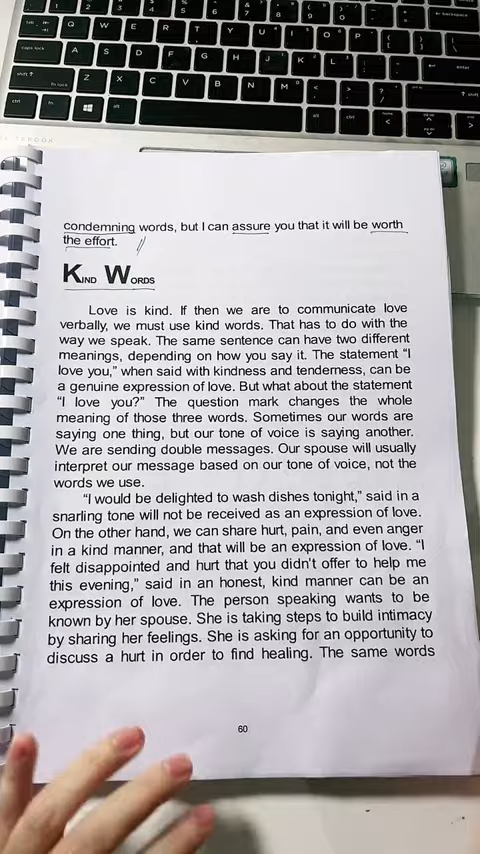 Q W E R T Y U I O P
caps lock A S D F G H J K L enter
shift Z X C V B N M ? / shift
ctrl fn alt alt ctrl home end
condemning words, but I can assure you that it will be worth
the effort.
KIND WORDS
Love is kind. If then we are to communicate love
verbally, we must use kind words. That has to do with the
way we speak. The same sentence can have two different
meanings, depending on how you say it. The statement “I
love you,” when said with kindness and tenderness, can be
a genuine expression of love. But what about the statement
“I love you?” The question mark changes the whole
meaning of those three words. Sometimes our words are
saying one thing, but our tone of voice is saying another.
We are sending double messages. Our spouse will usually
interpret our message based on our tone of voice, not the
words we use.
“I would be delighted to wash dishes tonight,” said in a
snarling tone will not be received as an expression of love.
On the other hand, we can share hurt, pain, and even anger
in a kind manner, and that will be an expression of love. “I
felt disappointed and hurt that you didn't offer to help me
this evening,” said in an honest, kind manner can be an
expression of love. The person speaking wants to be
known by her spouse. She is taking steps to build intimacy
by sharing her feelings. She is asking for an opportunity to
discuss a hurt in order to find healing. The same words
60